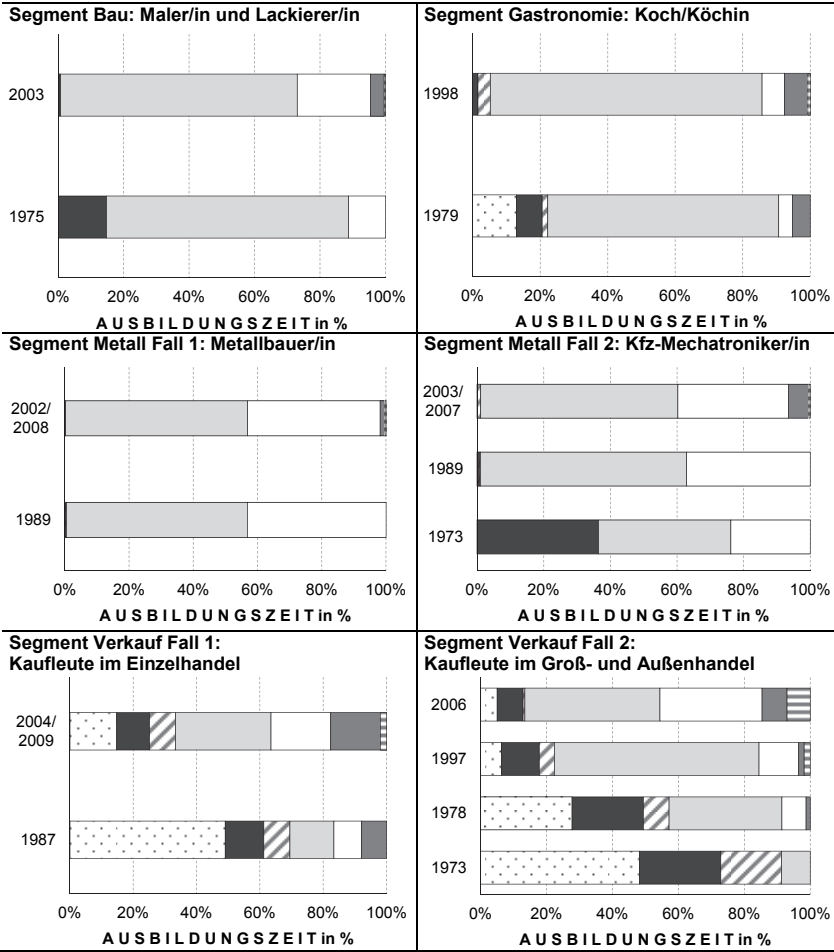 Segment Bau: Maler/in und Lackierer/in
2003
1975
0% 20% 40% 60% 80% 100%
A U S B I L D U N G S Z E I T in %
Segment Gastronomie: Koch/Köchin
1998
1979
0% 20% 40% 60% 80% 100%
A U S B I L D U N G S Z E I T in %
Segment Metall Fall 1: Metallbauer/in
2002/
2008
1989
0% 20% 40% 60% 80% 100%
A U S B I L D U N G S Z E I T in %
Segment Metall Fall 2: Kfz-Mechatroniker/in
2003/
2007
1989
1973
0% 20% 40% 60% 80% 100%
A U S B I L D U N G S Z E I T in %
Segment Verkauf Fall 1:
Kaufleute im Einzelhandel
2004/
2009
1987
0% 20% 40% 60% 80% 100%
A U S B I L D U N G S Z E I T in %
Segment Verkauf Fall 2:
Kaufleute im Groß- und Außenhandel
2006
1997
1978
1973
0% 20% 40% 60% 80% 100%
A U S B I L D U N G S Z E I T in %